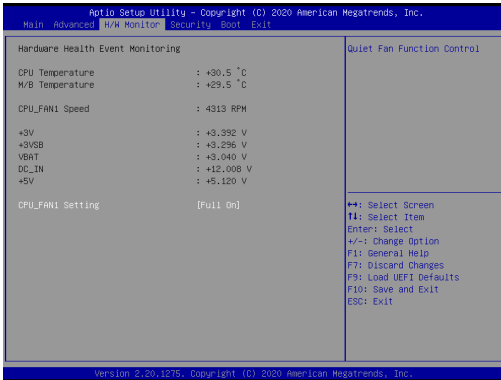 Aptio Setup Utility – Copyright (C) 2020 American Megatrends, Inc.
Main Advanced H/W Monitor Security Boot Exit
Hardware Health Event Monitoring
CPU Temperature : +30.5 °C
M/B Temperature : +29.5 °C
CPU_FAN1 Speed : 4313 RPM
+3V : +3.392 V
+3VSB : +3.296 V
VBAT : +3.040 V
DC_IN : +12.008 V
+5V : +5.120 V
CPU_FAN1 Setting [Full On]
Quiet Fan Function Control
↔: Select Screen
↑↓: Select Item
Enter: Select
+/-: Change Option
F1: General Help
F7: Discard Changes
F9: Load UEFI Defaults
F10: Save and Exit
ESC: Exit
Version 2.20.1275. Copyright (C) 2020 American Megatrends, Inc.